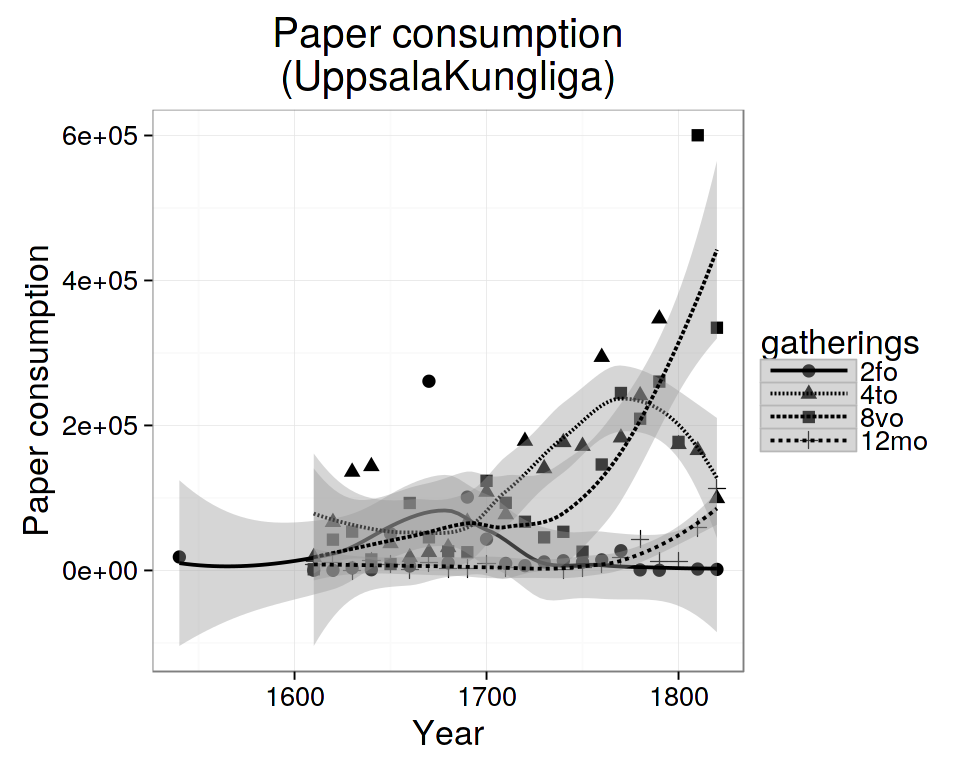 Paper consumption
(UppsalaKungliga)
Paper consumption
6e+05
4e+05
2e+05
0e+00
1600 1700 1800
Year
gatherings
2fo
4to
8vo
12mo